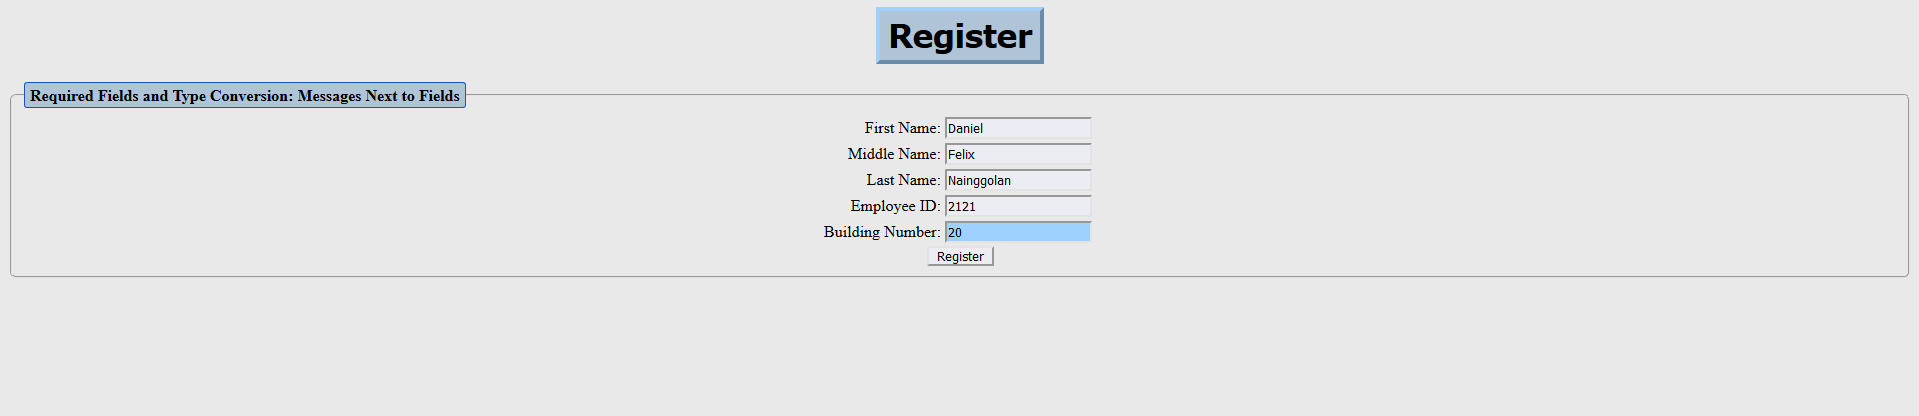 Register
Required Fields and Type Conversion: Messages Next to Fields
First Name: Daniel
Middle Name: Felix
Last Name: Nainggolan
Employee ID: 2121
Building Number: 20
Register